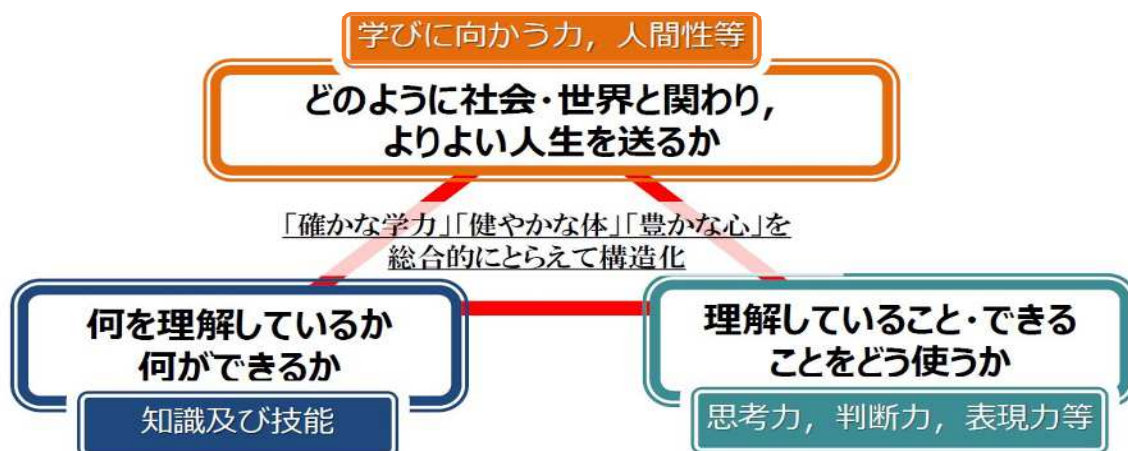 学びに向かう力，人間性等
どのように社会・世界と関わり，
よりよい人生を送るか
「確かな学力」「健やかな体」「豊かな心」を
総合的にとらえて構造化
何を理解しているか
何ができるか
知識及び技能
理解していること・できる
ことをどう使うか
思考力，判断力，表現力等